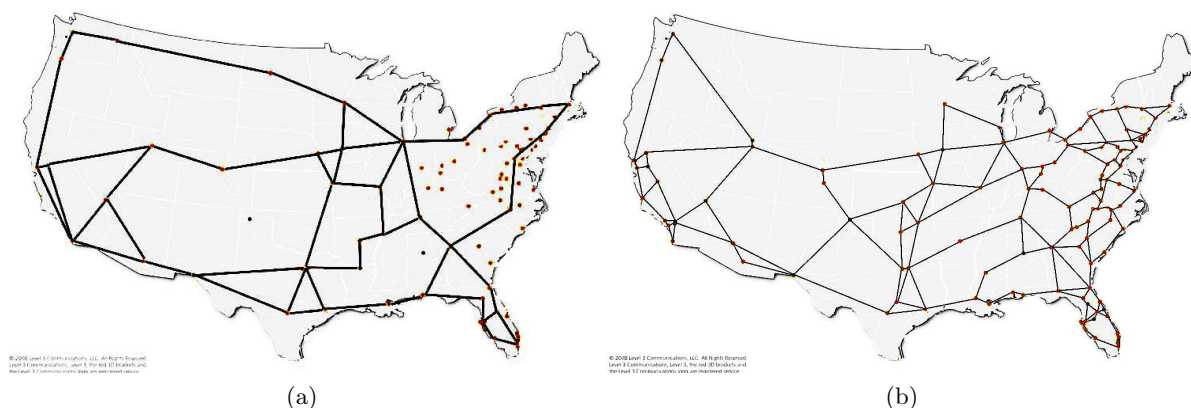 © 2008 Level 3 Communications, LLC. All Rights Reserved.
Level 3 Communications, Level 3, the red 3D brackets and
the Level 3 Communications logo are registered service
© 2008 Level 3 Communications, LLC. All Rights Reserved
Level 3 Communications, Level 3, the red 3D brackets and
the Level 3 Communications logo are registered service
(a)
(b)